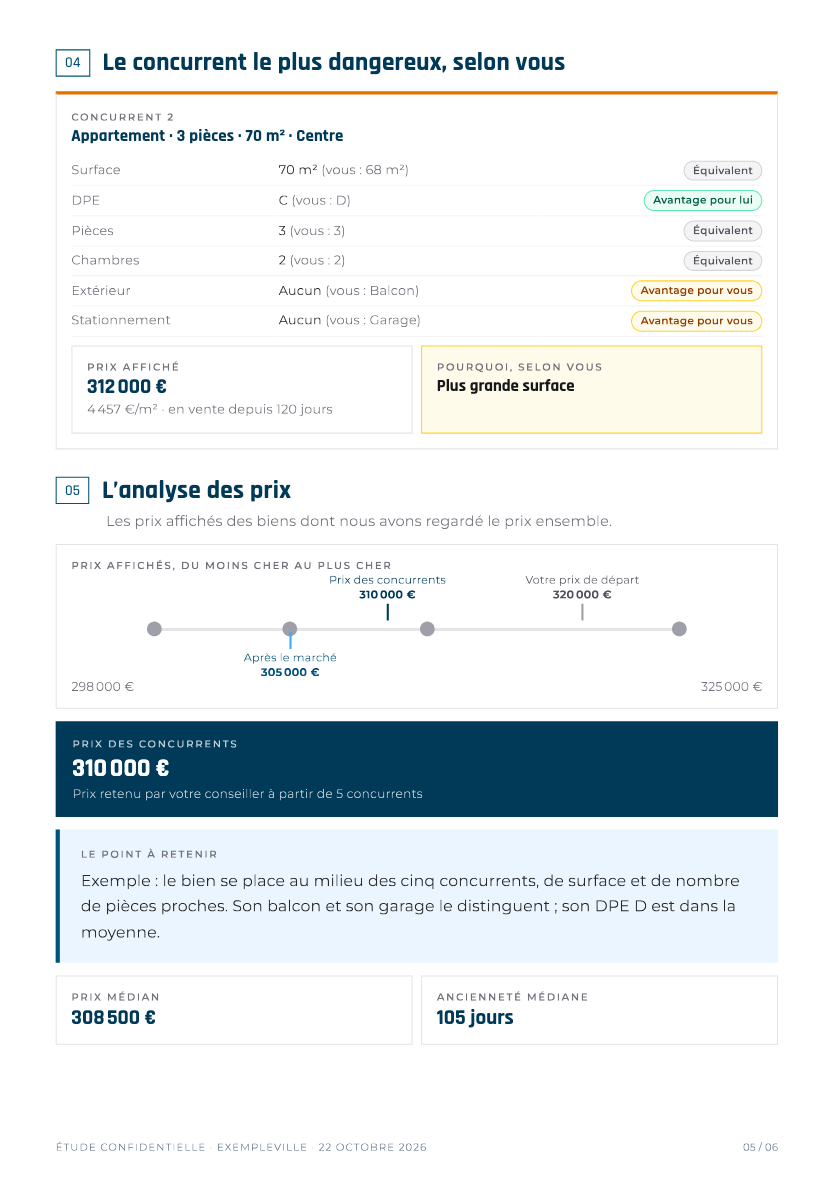 04 Le concurrent le plus dangereux, selon vous
CONCURRENT 2
Appartement · 3 pièces · 70 m² · Centre
Surface 70 m² (vous : 68 m²) Équivalent
DPE C (vous : D) Avantage pour lui
Pièces 3 (vous : 3) Équivalent
Chambres 2 (vous : 2) Équivalent
Extérieur Aucun (vous : Balcon) Avantage pour vous
Stationnement Aucun (vous : Garage) Avantage pour vous
PRIX AFFICHÉ
312 000 €
4 457 €/m² · en vente depuis 120 jours
POURQUOI, SELON VOUS
Plus grande surface
05 L’analyse des prix
Les prix affichés des biens dont nous avons regardé le prix ensemble.
PRIX AFFICHÉS, DU MOINS CHER AU PLUS CHER
Prix des concurrents
310 000 €
Votre prix de départ
320 000 €
Après le marché
305 000 €
298 000 € 325 000 €
PRIX DES CONCURRENTS
310 000 €
Prix retenu par votre conseiller à partir de 5 concurrents
LE POINT À RETENIR
Exemple : le bien se place au milieu des cinq concurrents, de surface et de nombre
de pièces proches. Son balcon et son garage le distinguent ; son DPE D est dans la
moyenne.
PRIX MÉDIAN
308 500 €
ANCIENNETÉ MÉDIANE
105 jours
ÉTUDE CONFIDENTIELLE · EXEMPLEVILLE · 22 OCTOBRE 2026 05 / 06